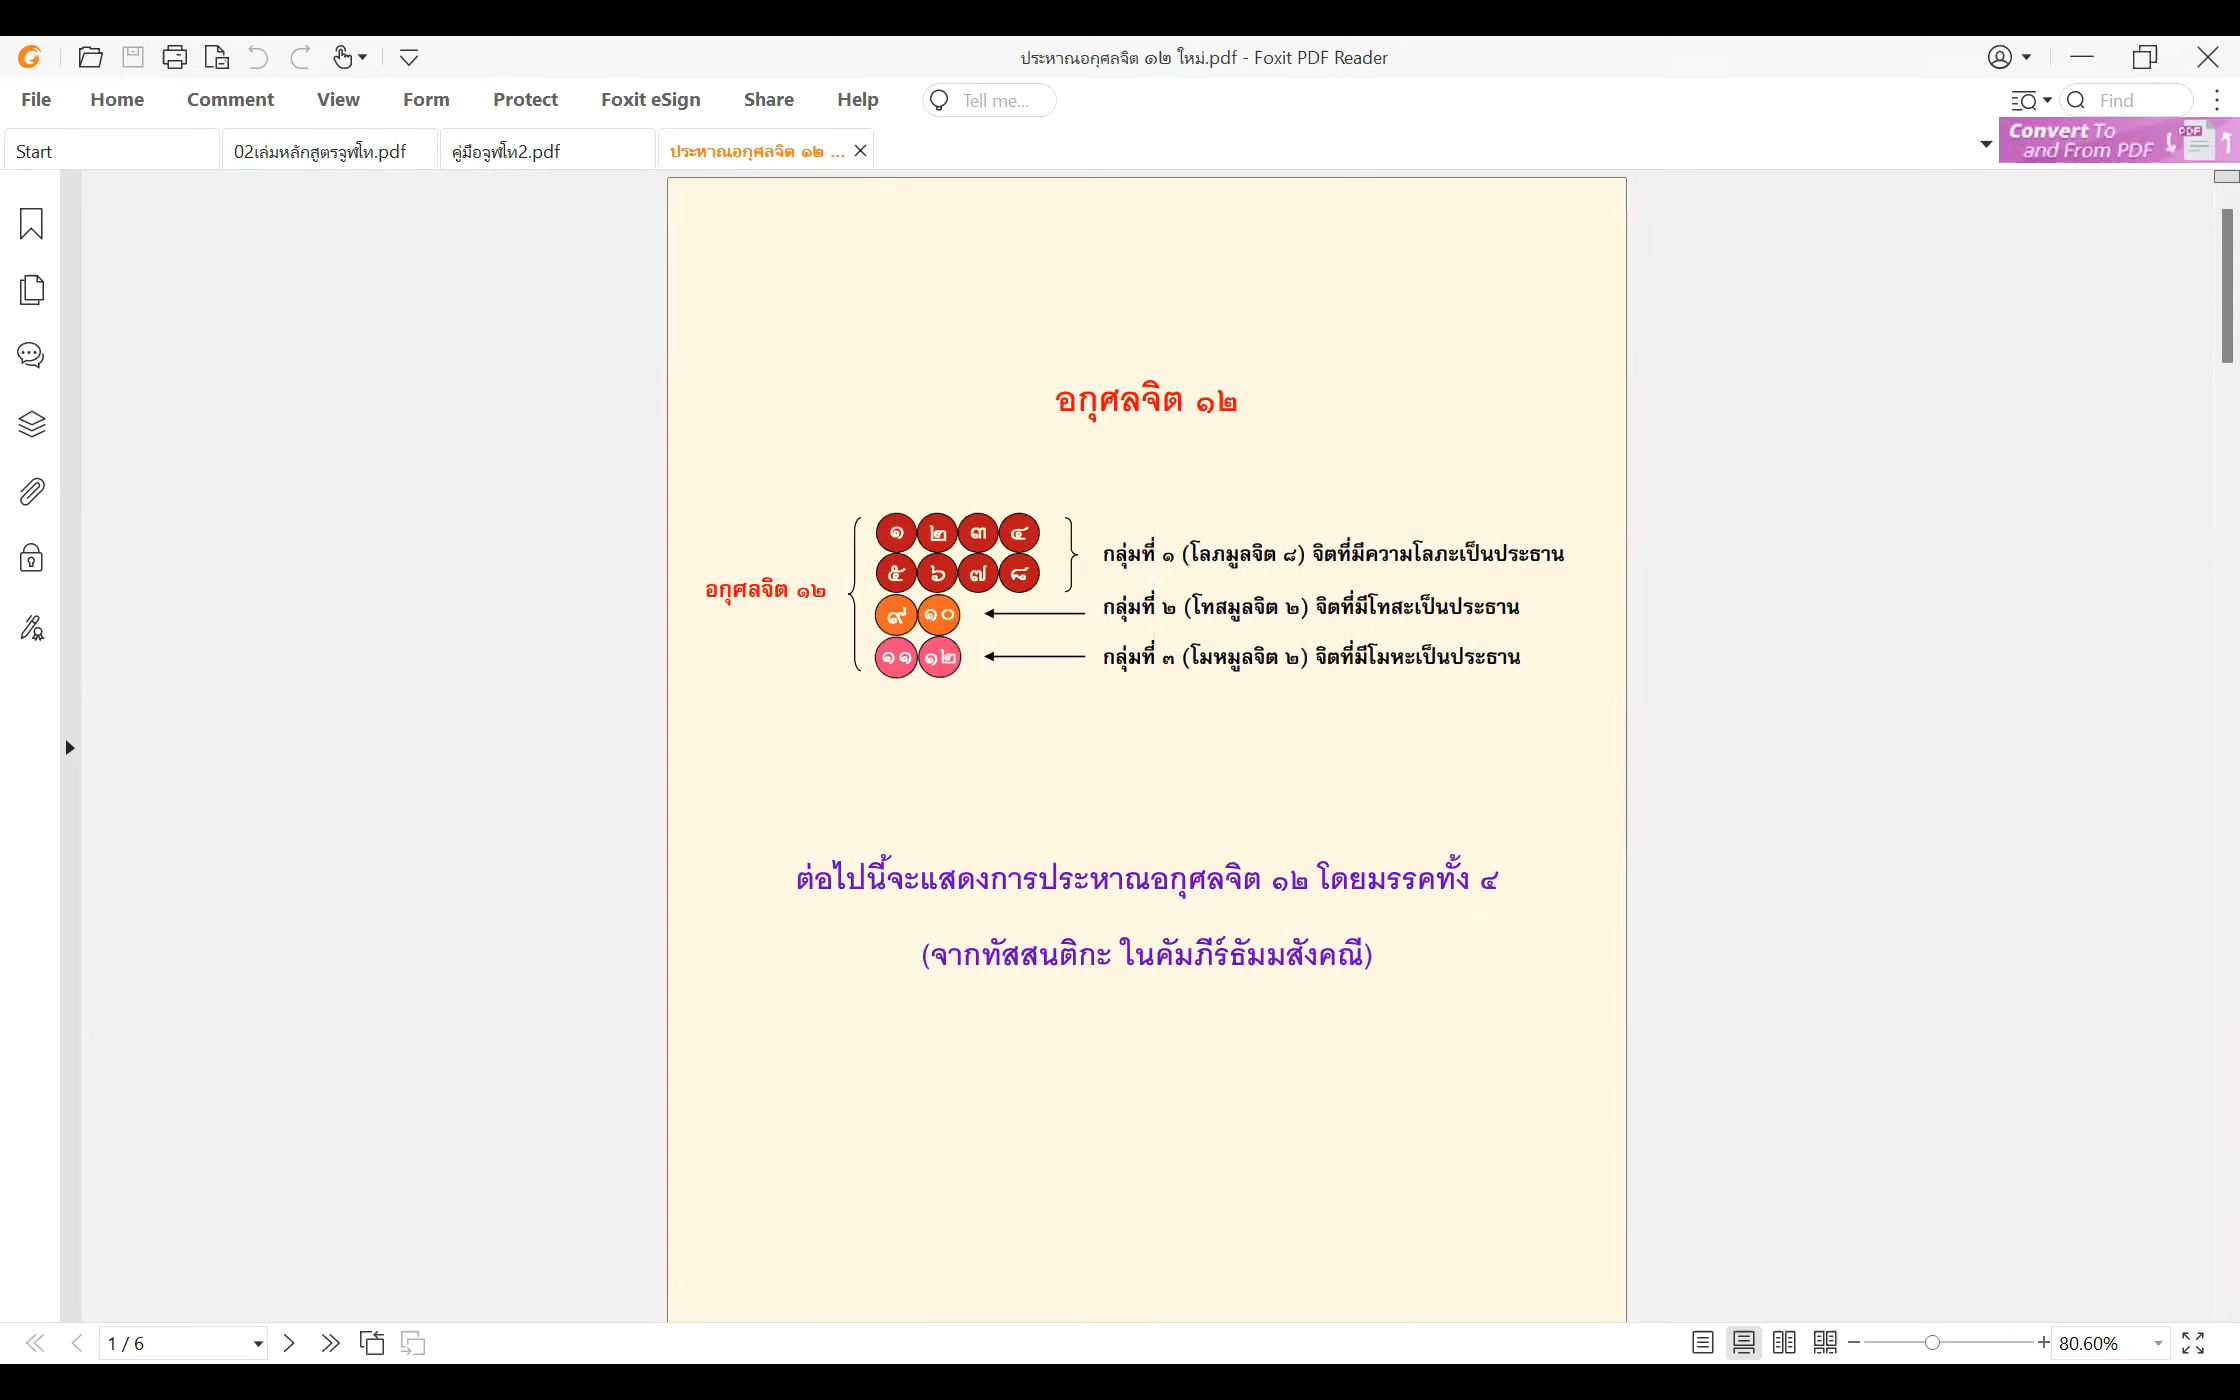 ประหาณอกุศลจิต ๑๒ ใหม่.pdf - Foxit PDF Reader
File Home Comment View Form Protect Foxit eSign Share Help Tell me... Find
Start 02เล่มหลักสูตรจูฬโท.pdf คู่มือจูฬโท2.pdf ประหาณอกุศลจิต ๑๒ ...
Convert To
and From PDF
PDF
อกุศลจิต ๑๒
๑ ๒ ๓ ๔
๕ ๖ ๗ ๘
๙ ๑๐
๑๑ ๑๒
อกุศลจิต ๑๒
กลุ่มที่ ๑ (โลภมูลจิต ๘) จิตที่มีความโลภะเป็นประธาน
กลุ่มที่ ๒ (โทสมูลจิต ๒) จิตที่มีโทสะเป็นประธาน
กลุ่มที่ ๓ (โมหมูลจิต ๒) จิตที่มีโมหะเป็นประธาน
ต่อไปนี้จะแสดงการประหาณอกุศลจิต ๑๒ โดยมรรคทั้ง ๔
(จากทัสสนติกะ ในคัมภีร์ธัมมสังคณี)
1 / 6
80.60%